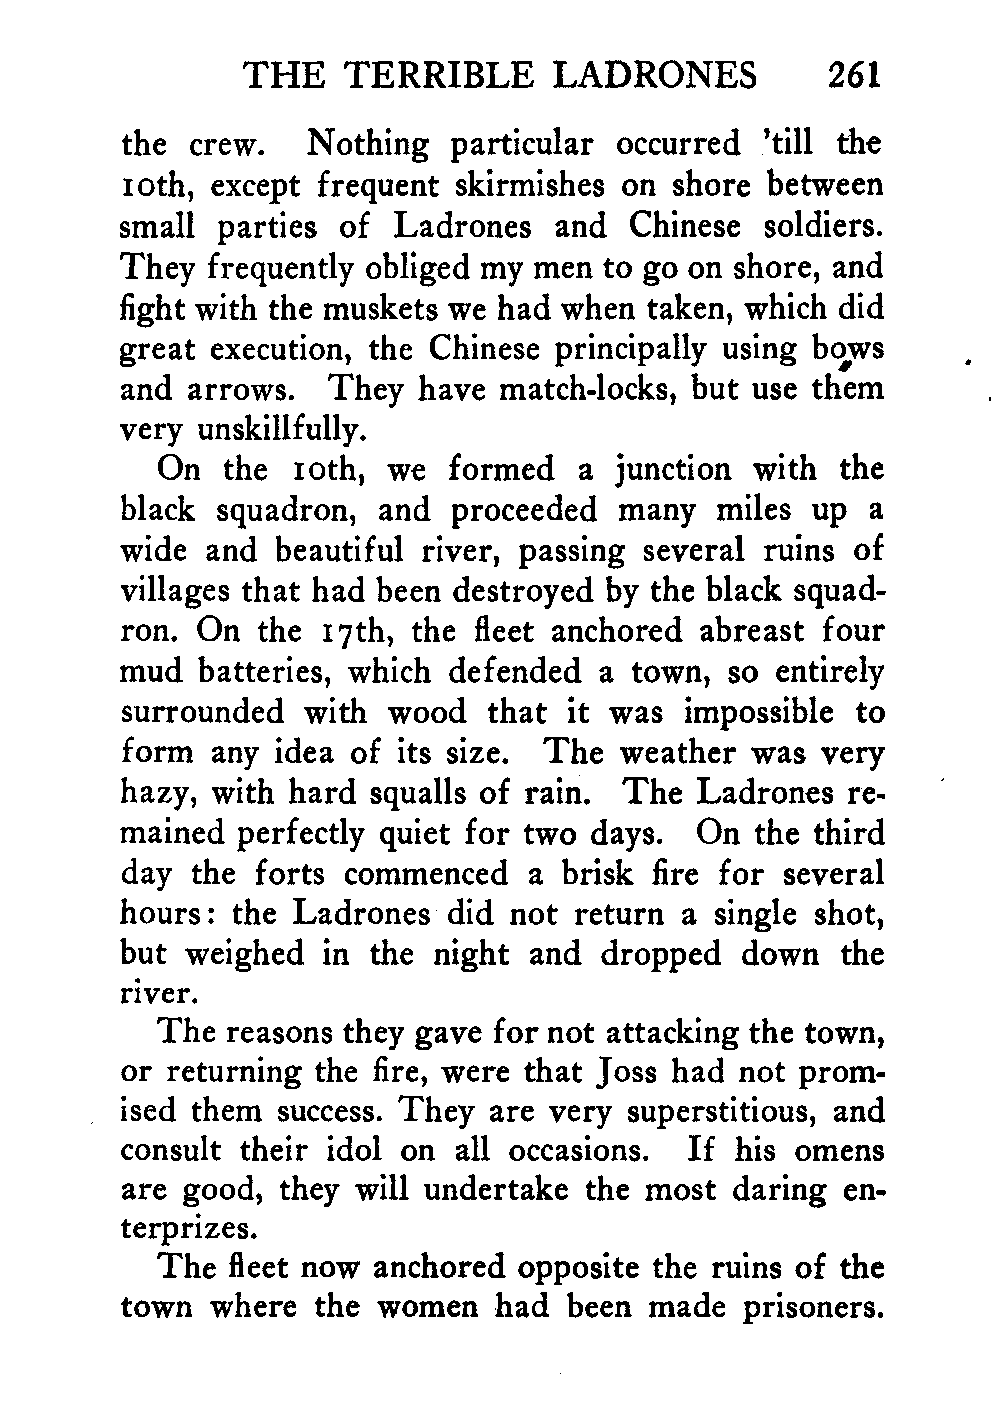 THE TERRIBLE LADRONES 261
the crew. Nothing particular occurred 'till the
10th, except frequent skirmishes on shore between
small parties of Ladrones and Chinese soldiers.
They frequently obliged my men to go on shore, and
fight with the muskets we had when taken, which did
great execution, the Chinese principally using bows
and arrows. They have match-locks, but use them
very unskillfully.
On the 10th, we formed a junction with the
black squadron, and proceeded many miles up a
wide and beautiful river, passing several ruins of
villages that had been destroyed by the black squad-
ron. On the 17th, the fleet anchored abreast four
mud batteries, which defended a town, so entirely
surrounded with wood that it was impossible to
form any idea of its size. The weather was very
hazy, with hard squalls of rain. The Ladrones re-
mained perfectly quiet for two days. On the third
day the forts commenced a brisk fire for several
hours: the Ladrones did not return a single shot,
but weighed in the night and dropped down the
river.
The reasons they gave for not attacking the town,
or returning the fire, were that Joss had not prom-
ised them success. They are very superstitious, and
consult their idol on all occasions. If his omens
are good, they will undertake the most daring en-
terprizes.
The fleet now anchored opposite the ruins of the
town where the women had been made prisoners.